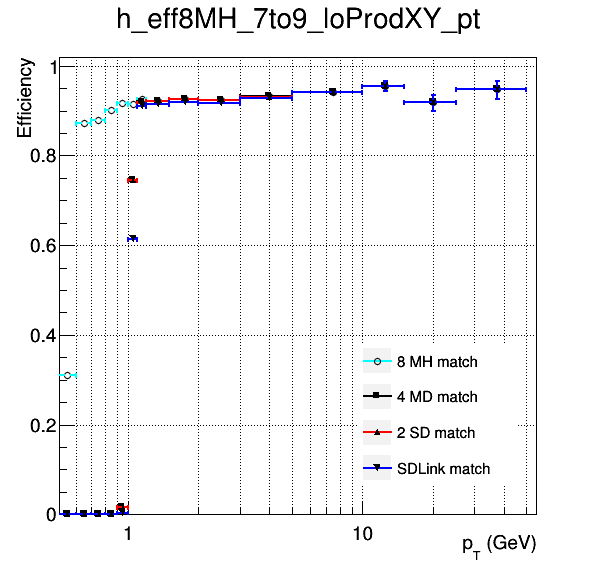 h_eff8MH_7to9_loProdXY_pt
Efficiency
1
0.8
0.6
0.4
0.2
0
8 MH match
4 MD match
2 SD match
SDLink match
1
10
p_T (GeV)